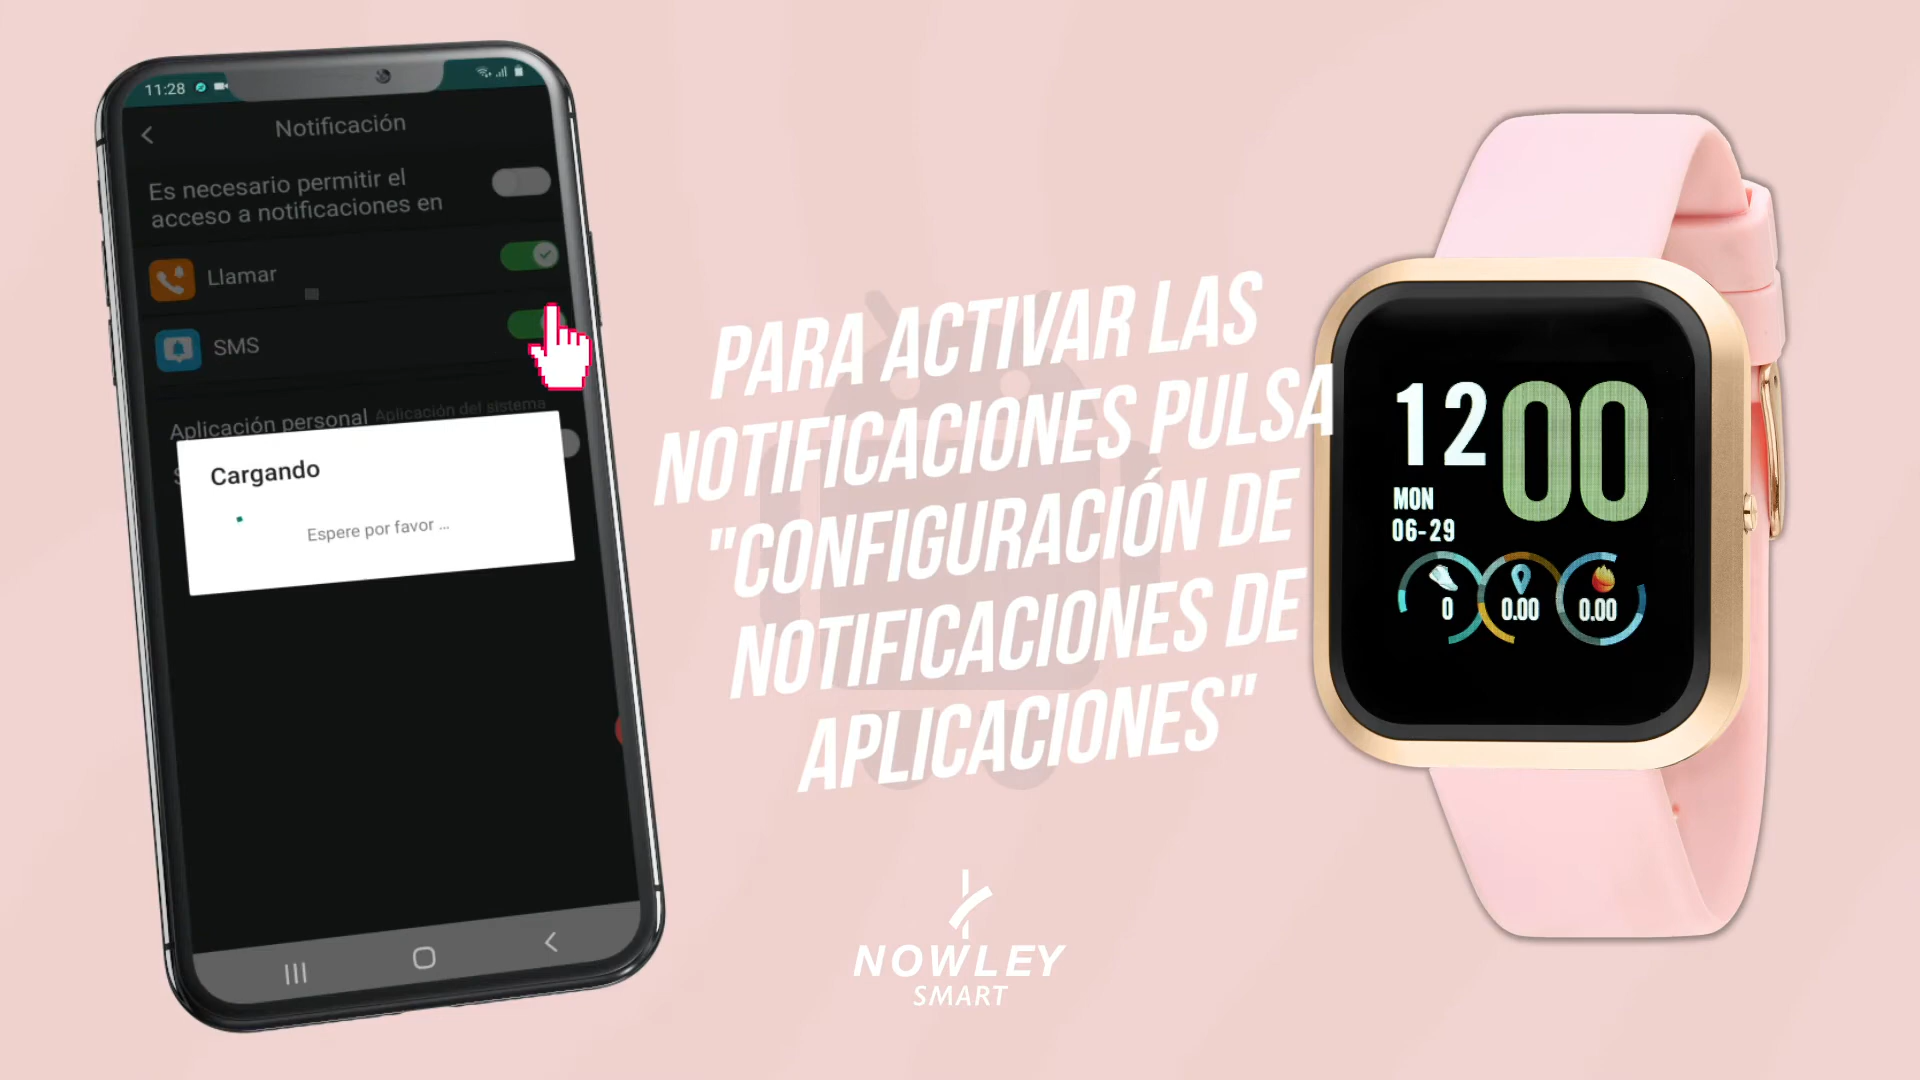 11:28
Notificación
Es necesario permitir el
acceso a notificaciones en
Llamar
SMS
Aplicación personal Aplicación del sistema
Cargando
Espere por favor ...
PARA ACTIVAR LAS
NOTIFICACIONES PULSA
"CONFIGURACIÓN DE
NOTIFICACIONES DE
APLICACIONES"
NOWLEY
SMART
12 00
MON
06-29
0 0.00 0.00